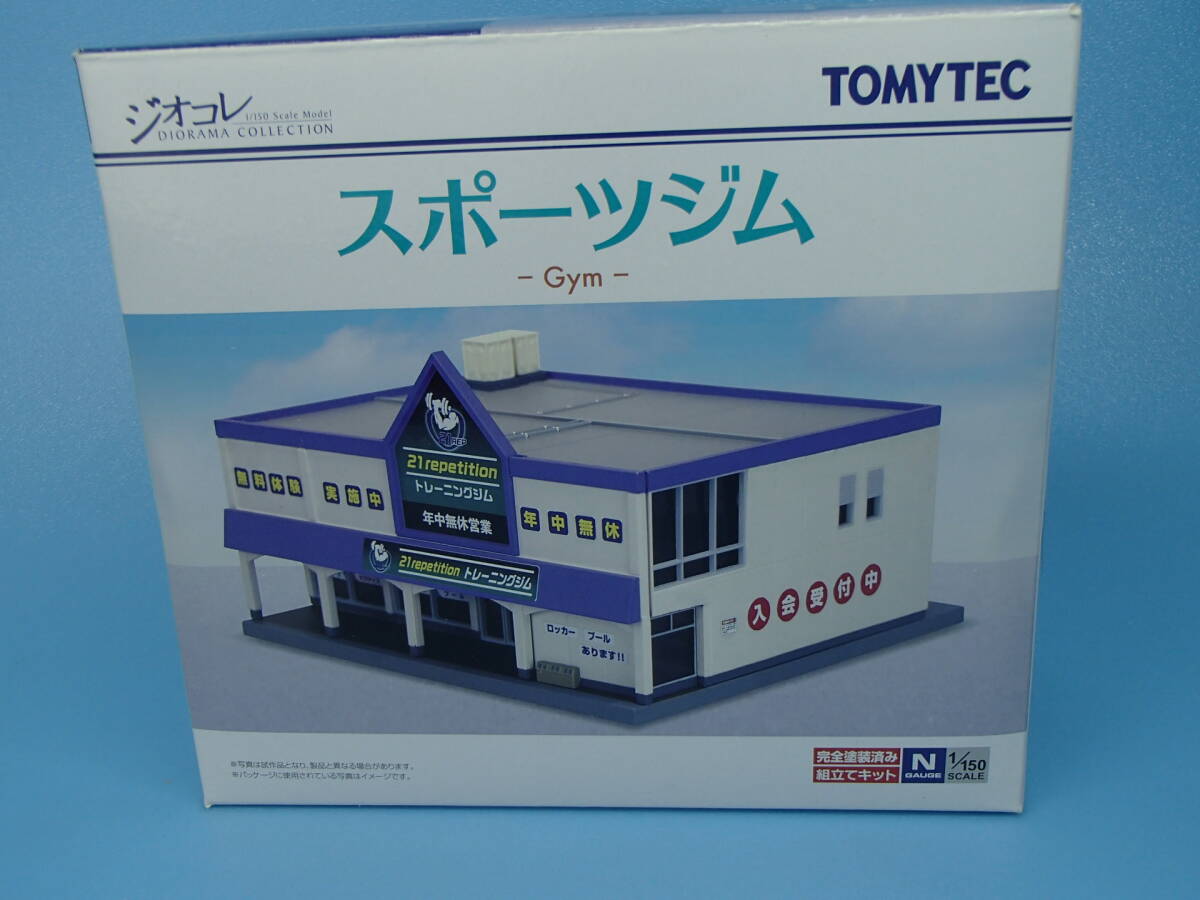 ジオコレ
1/150 Scale Model
DIORAMA COLLECTION
TOMYTEC
スポーツジム
- Gym -
21REP
21repetition
トレーニングジム
年中無休営業
無料体験 実施中
年中無休
21repetition トレーニングジム
プール
ロッカー プール
あります!!
入会受付中
※写真は試作品となり、製品と異なる場合があります。
※パッケージに使用されている写真はイメージです。
完全塗装済み
組立てキット
N
GAUGE
1/150
SCALE